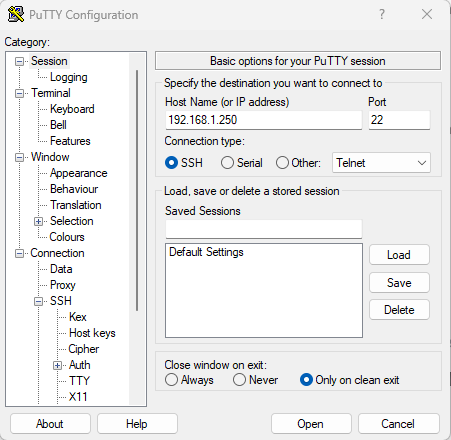 PuTTY Configuration ? ×
Category:
Session
Logging
Terminal
Keyboard
Bell
Features
Window
Appearance
Behaviour
Translation
Selection
Colours
Connection
Data
Proxy
SSH
Kex
Host keys
Cipher
Auth
TTY
X11
Basic options for your PuTTY session
Specify the destination you want to connect to
Host Name (or IP address) Port
192.168.1.250 22
Connection type:
SSH Serial Other: Telnet
Load, save or delete a stored session
Saved Sessions
Default Settings
Load
Save
Delete
Close window on exit:
Always Never Only on clean exit
About Help Open Cancel